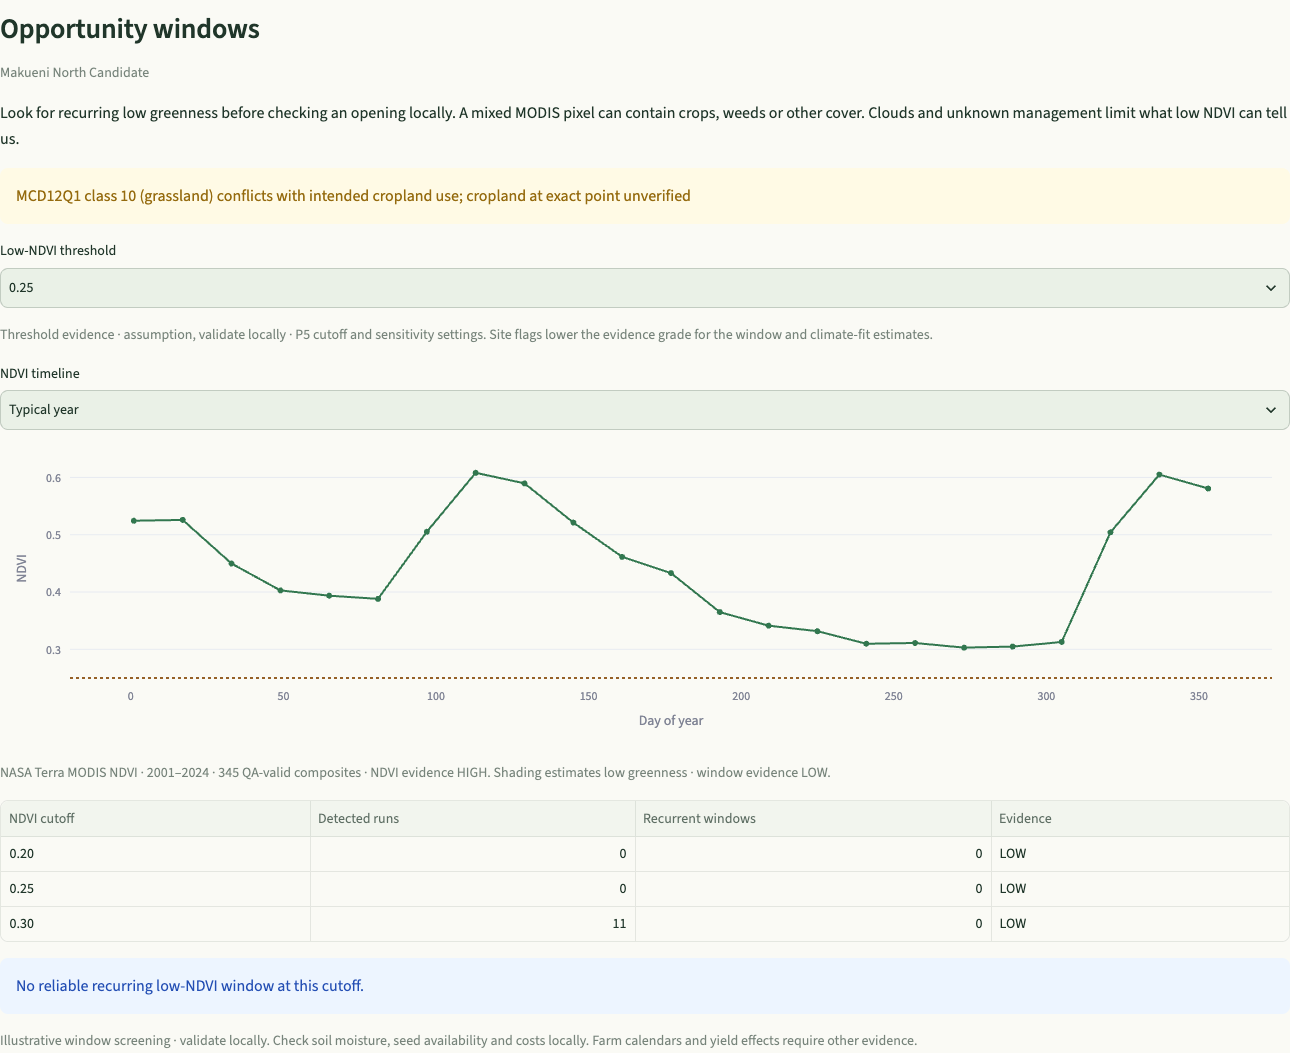 Opportunity windows
Makueni North Candidate
Look for recurring low greenness before checking an opening locally. A mixed MODIS pixel can contain crops, weeds or other cover. Clouds and unknown management limit what low NDVI can tell
us.
MCD12Q1 class 10 (grassland) conflicts with intended cropland use; cropland at exact point unverified
Low-NDVI threshold
0.25
Threshold evidence · assumption, validate locally · P5 cutoff and sensitivity settings. Site flags lower the evidence grade for the window and climate-fit estimates.
NDVI timeline
Typical year
0.6
0.5
0.4
0.3
NDVI
0 50 100 150 200 250 300 350
Day of year
NASA Terra MODIS NDVI · 2001–2024 · 345 QA-valid composites · NDVI evidence HIGH. Shading estimates low greenness · window evidence LOW.
NDVI cutoff Detected runs Recurrent windows Evidence
0.20 0 0 LOW
0.25 0 0 LOW
0.30 11 0 LOW
No reliable recurring low-NDVI window at this cutoff.
Illustrative window screening · validate locally. Check soil moisture, seed availability and costs locally. Farm calendars and yield effects require other evidence.